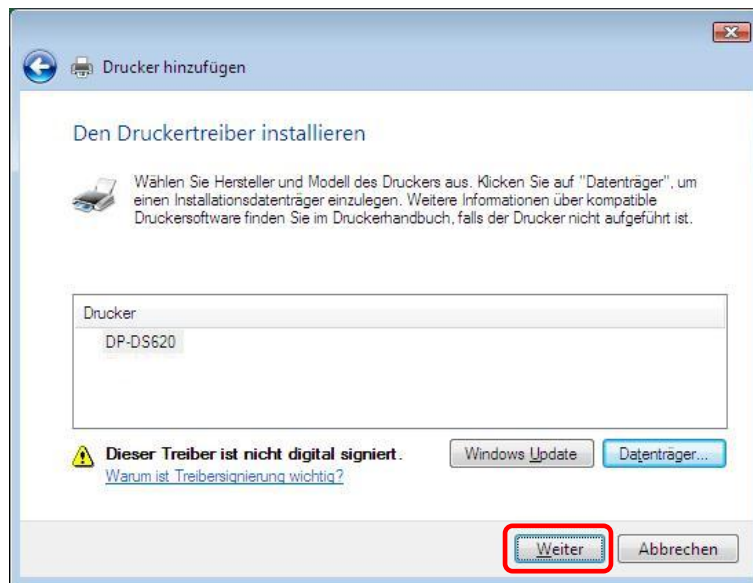 Drucker hinzufügen
Den Druckertreiber installieren
Wählen Sie Hersteller und Modell des Druckers aus. Klicken Sie auf "Datenträger", um
einen Installationsdatenträger einzulegen. Weitere Informationen über kompatible
Druckersoftware finden Sie im Druckerhandbuch, falls der Drucker nicht aufgeführt ist.
Drucker
DP-DS620
Dieser Treiber ist nicht digital signiert. Windows Update Datenträger...
Warum ist Treibersignierung wichtig?
Weiter Abbrechen